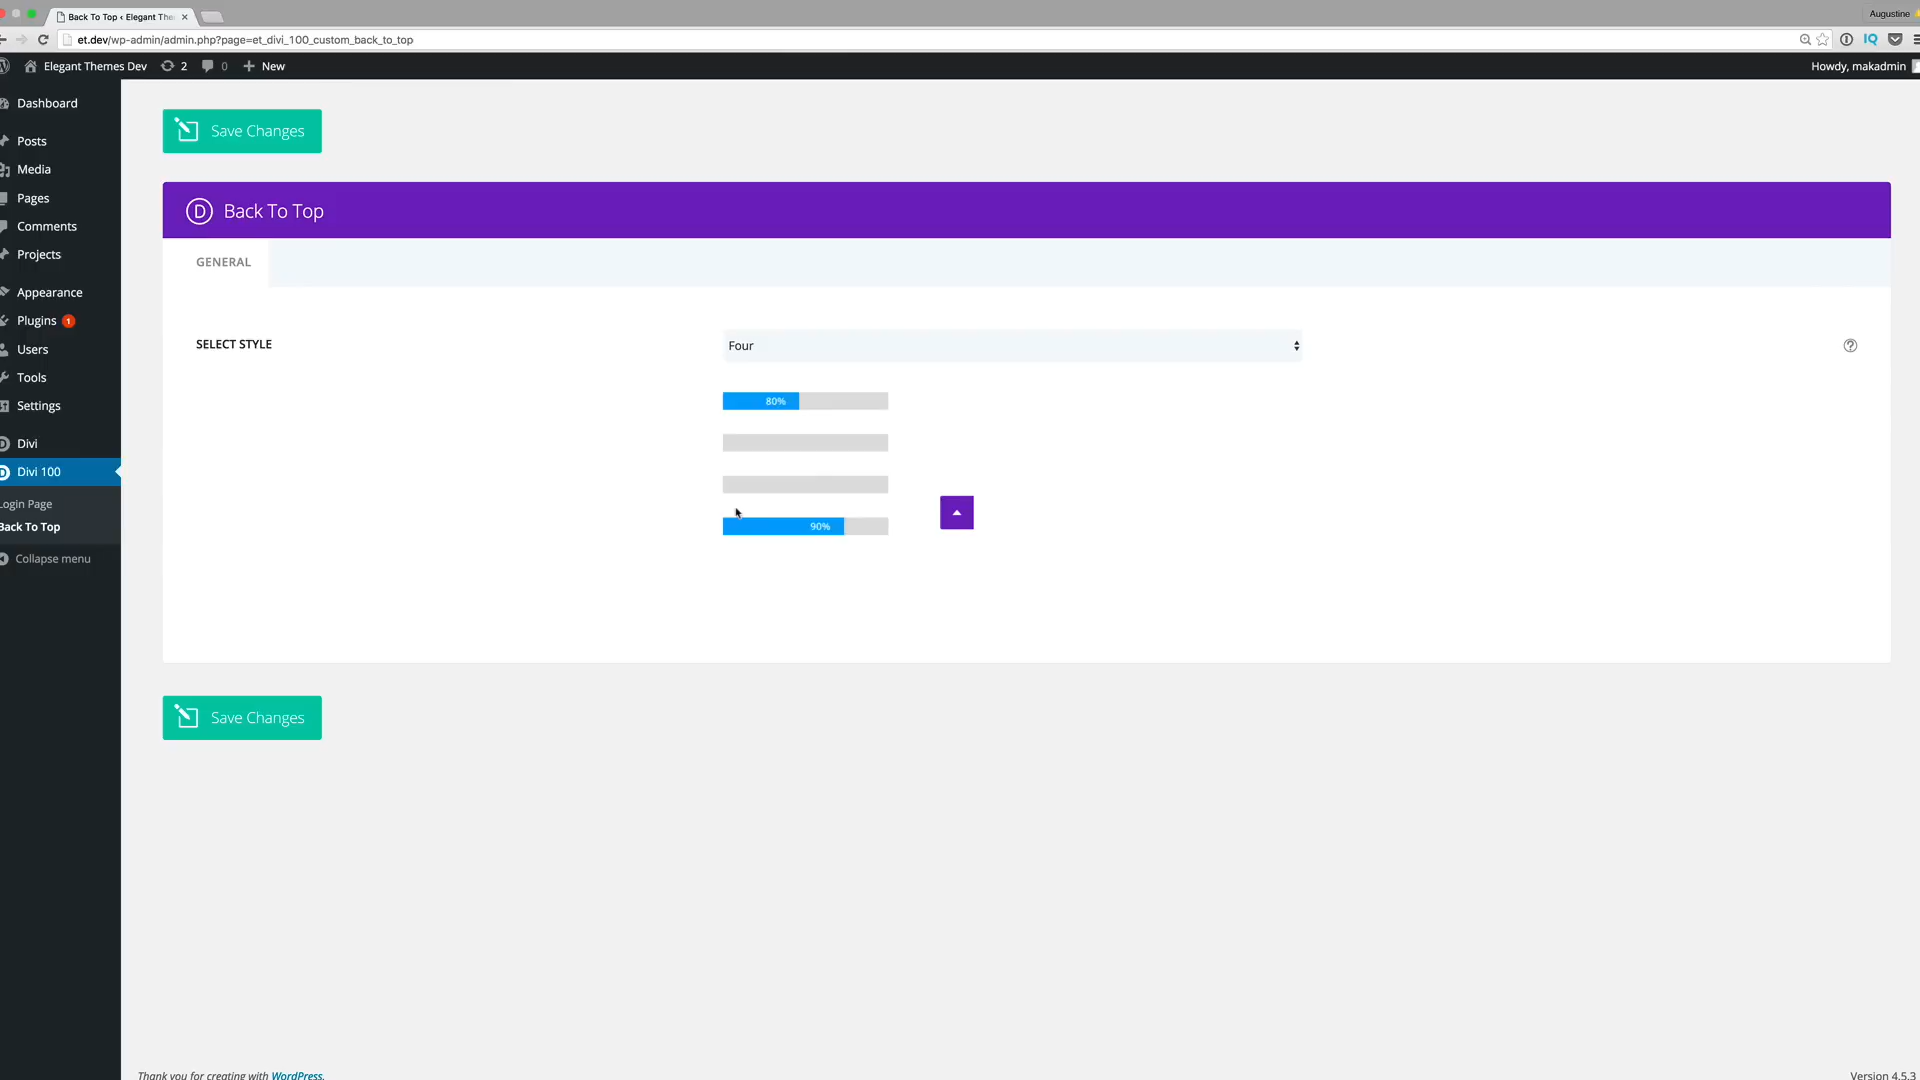 Back To Top ‹ Elegant The
Augustine
et.dev/wp-admin/admin.php?page=et_divi_100_custom_back_to_top
IQ
Elegant Themes Dev 2 0 New
Howdy, makadmin
Dashboard
Posts
Media
Pages
Comments
Projects
Appearance
Plugins 1
Users
Tools
Settings
Divi
Divi 100
Login Page
Back To Top
Collapse menu
Save Changes
D Back To Top
GENERAL
SELECT STYLE
Four
?
80%
90%
Save Changes
Thank you for creating with WordPress.
Version 4.5.3